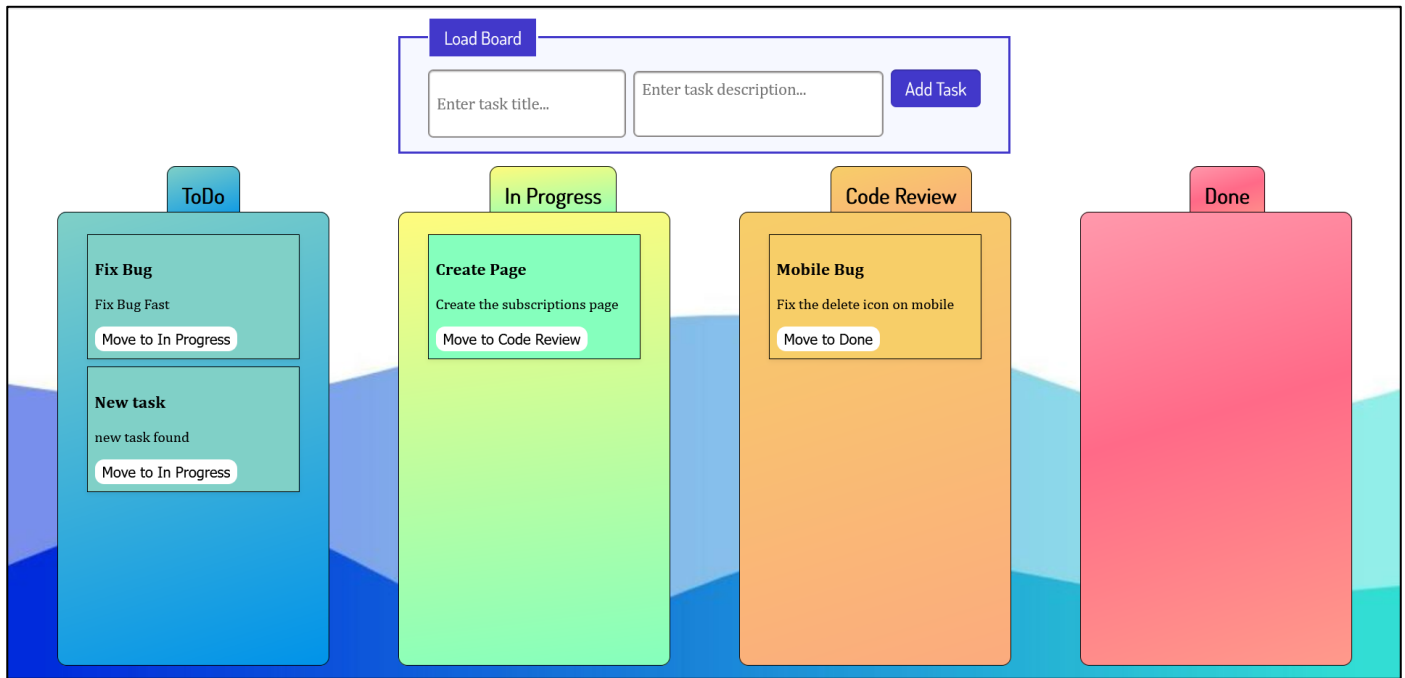 Load Board
Enter task title...
Enter task description...
Add Task
ToDo
Fix Bug
Fix Bug Fast
Move to In Progress
New task
new task found
Move to In Progress
In Progress
Create Page
Create the subscriptions page
Move to Code Review
Code Review
Mobile Bug
Fix the delete icon on mobile
Move to Done
Done